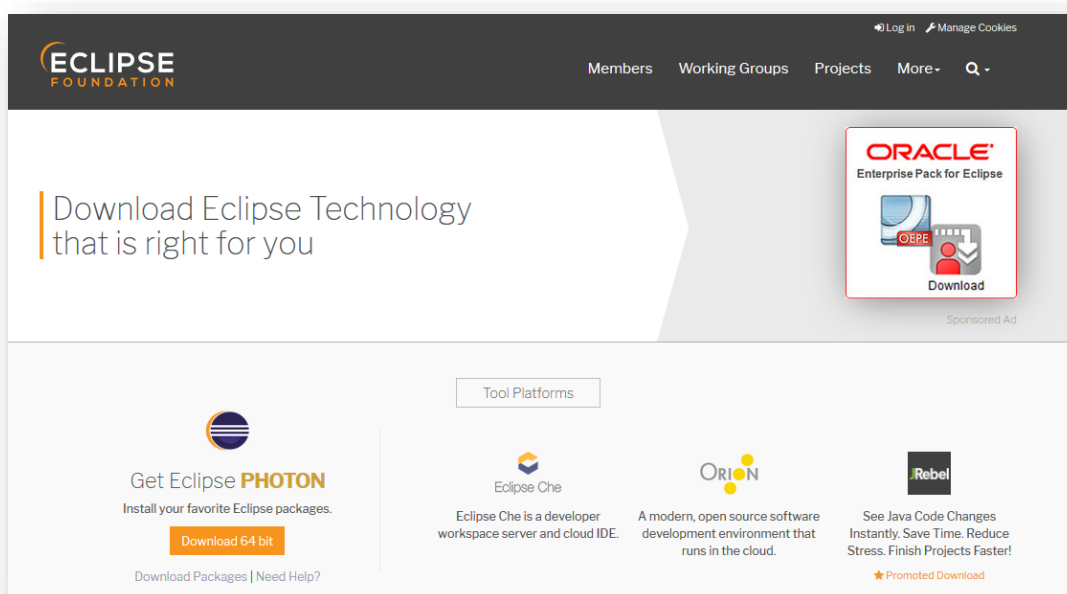 Log in Manage Cookies
ECLIPSE
FOUNDATION
Members Working Groups Projects More
Download Eclipse Technology
that is right for you
ORACLE
Enterprise Pack for Eclipse
OEPE
Download
Sponsored Ad
Tool Platforms
Get Eclipse PHOTON
Install your favorite Eclipse packages.
Download 64 bit
Download Packages | Need Help?
Eclipse Che
Eclipse Che is a developer
workspace server and cloud IDE.
ORION
A modern, open source software
development environment that
runs in the cloud.
JRebel
See Java Code Changes
Instantly. Save Time. Reduce
Stress. Finish Projects Faster!
Promoted Download